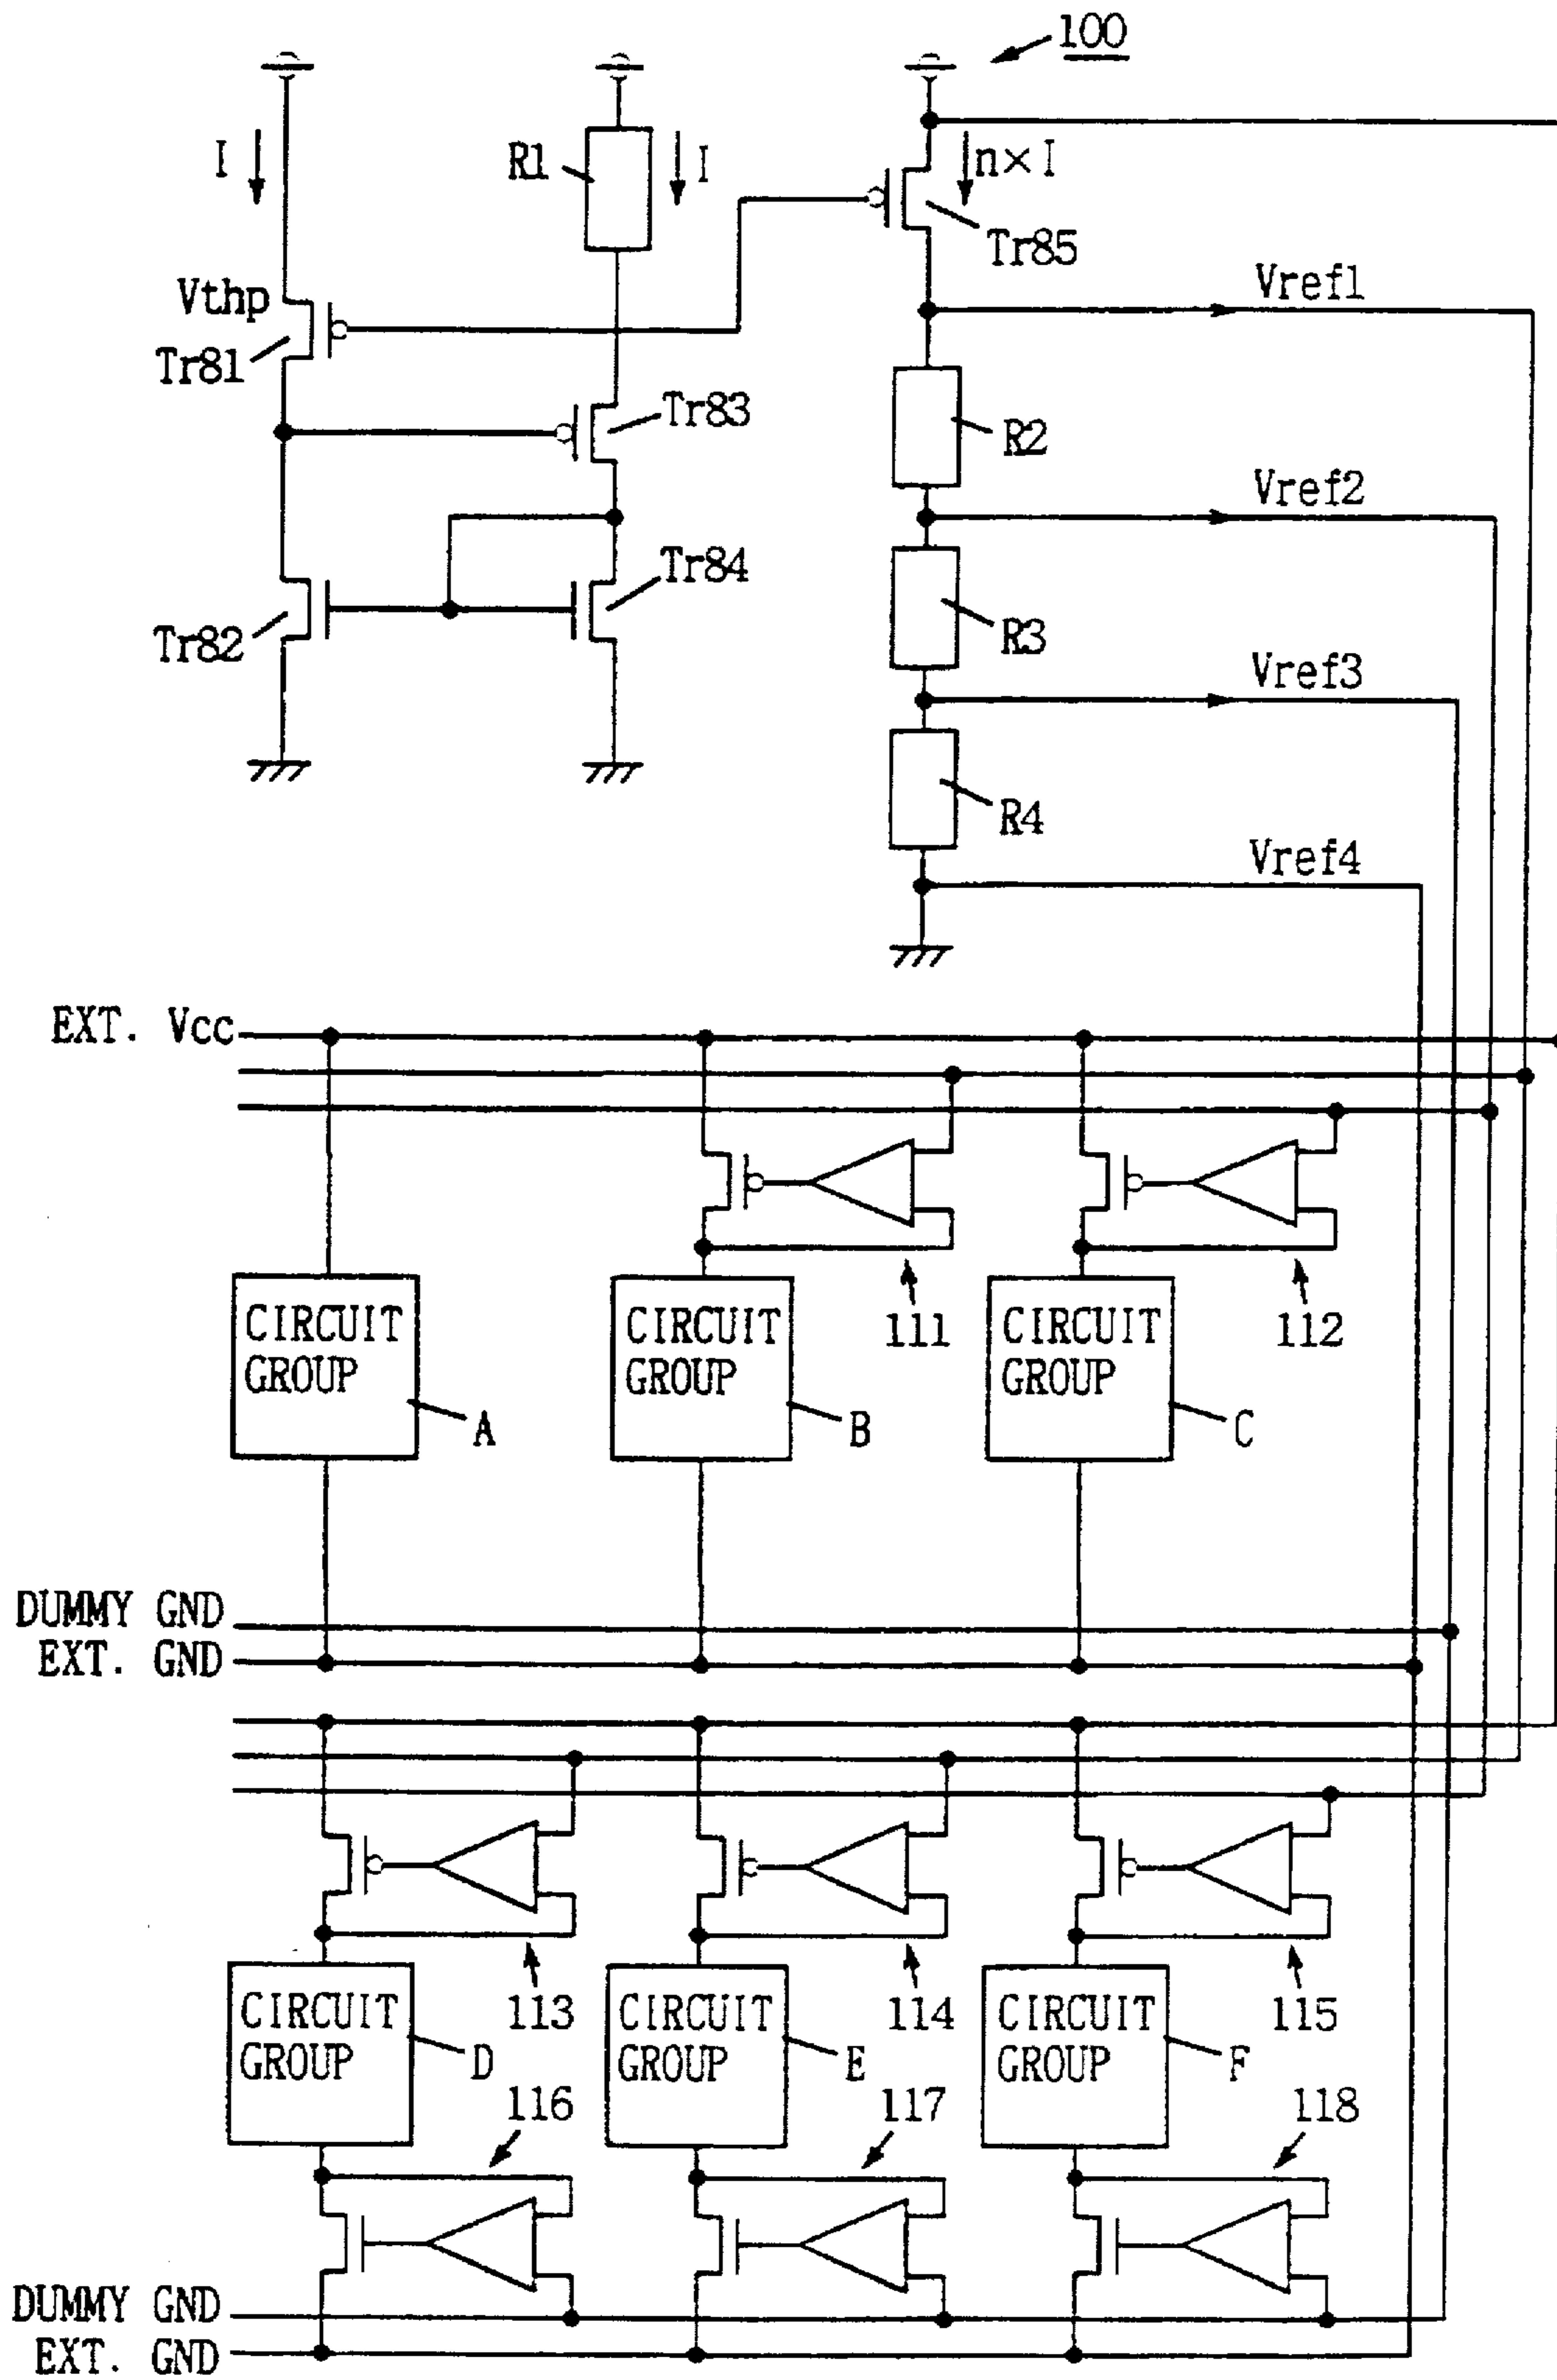 100
I
R1
I
n×I
Tr85
Vthp
Tr81
Vref1
Tr83
R2
Vref2
Tr84
Tr82
R3
Vref3
R4
Vref4
EXT. Vcc
CIRCUIT
GROUP
A
CIRCUIT
GROUP
B
111
CIRCUIT
GROUP
C
112
DUMMY GND
EXT. GND
CIRCUIT
GROUP
D
113
CIRCUIT
GROUP
E
114
CIRCUIT
GROUP
F
115
116
117
118
DUMMY GND
EXT. GND